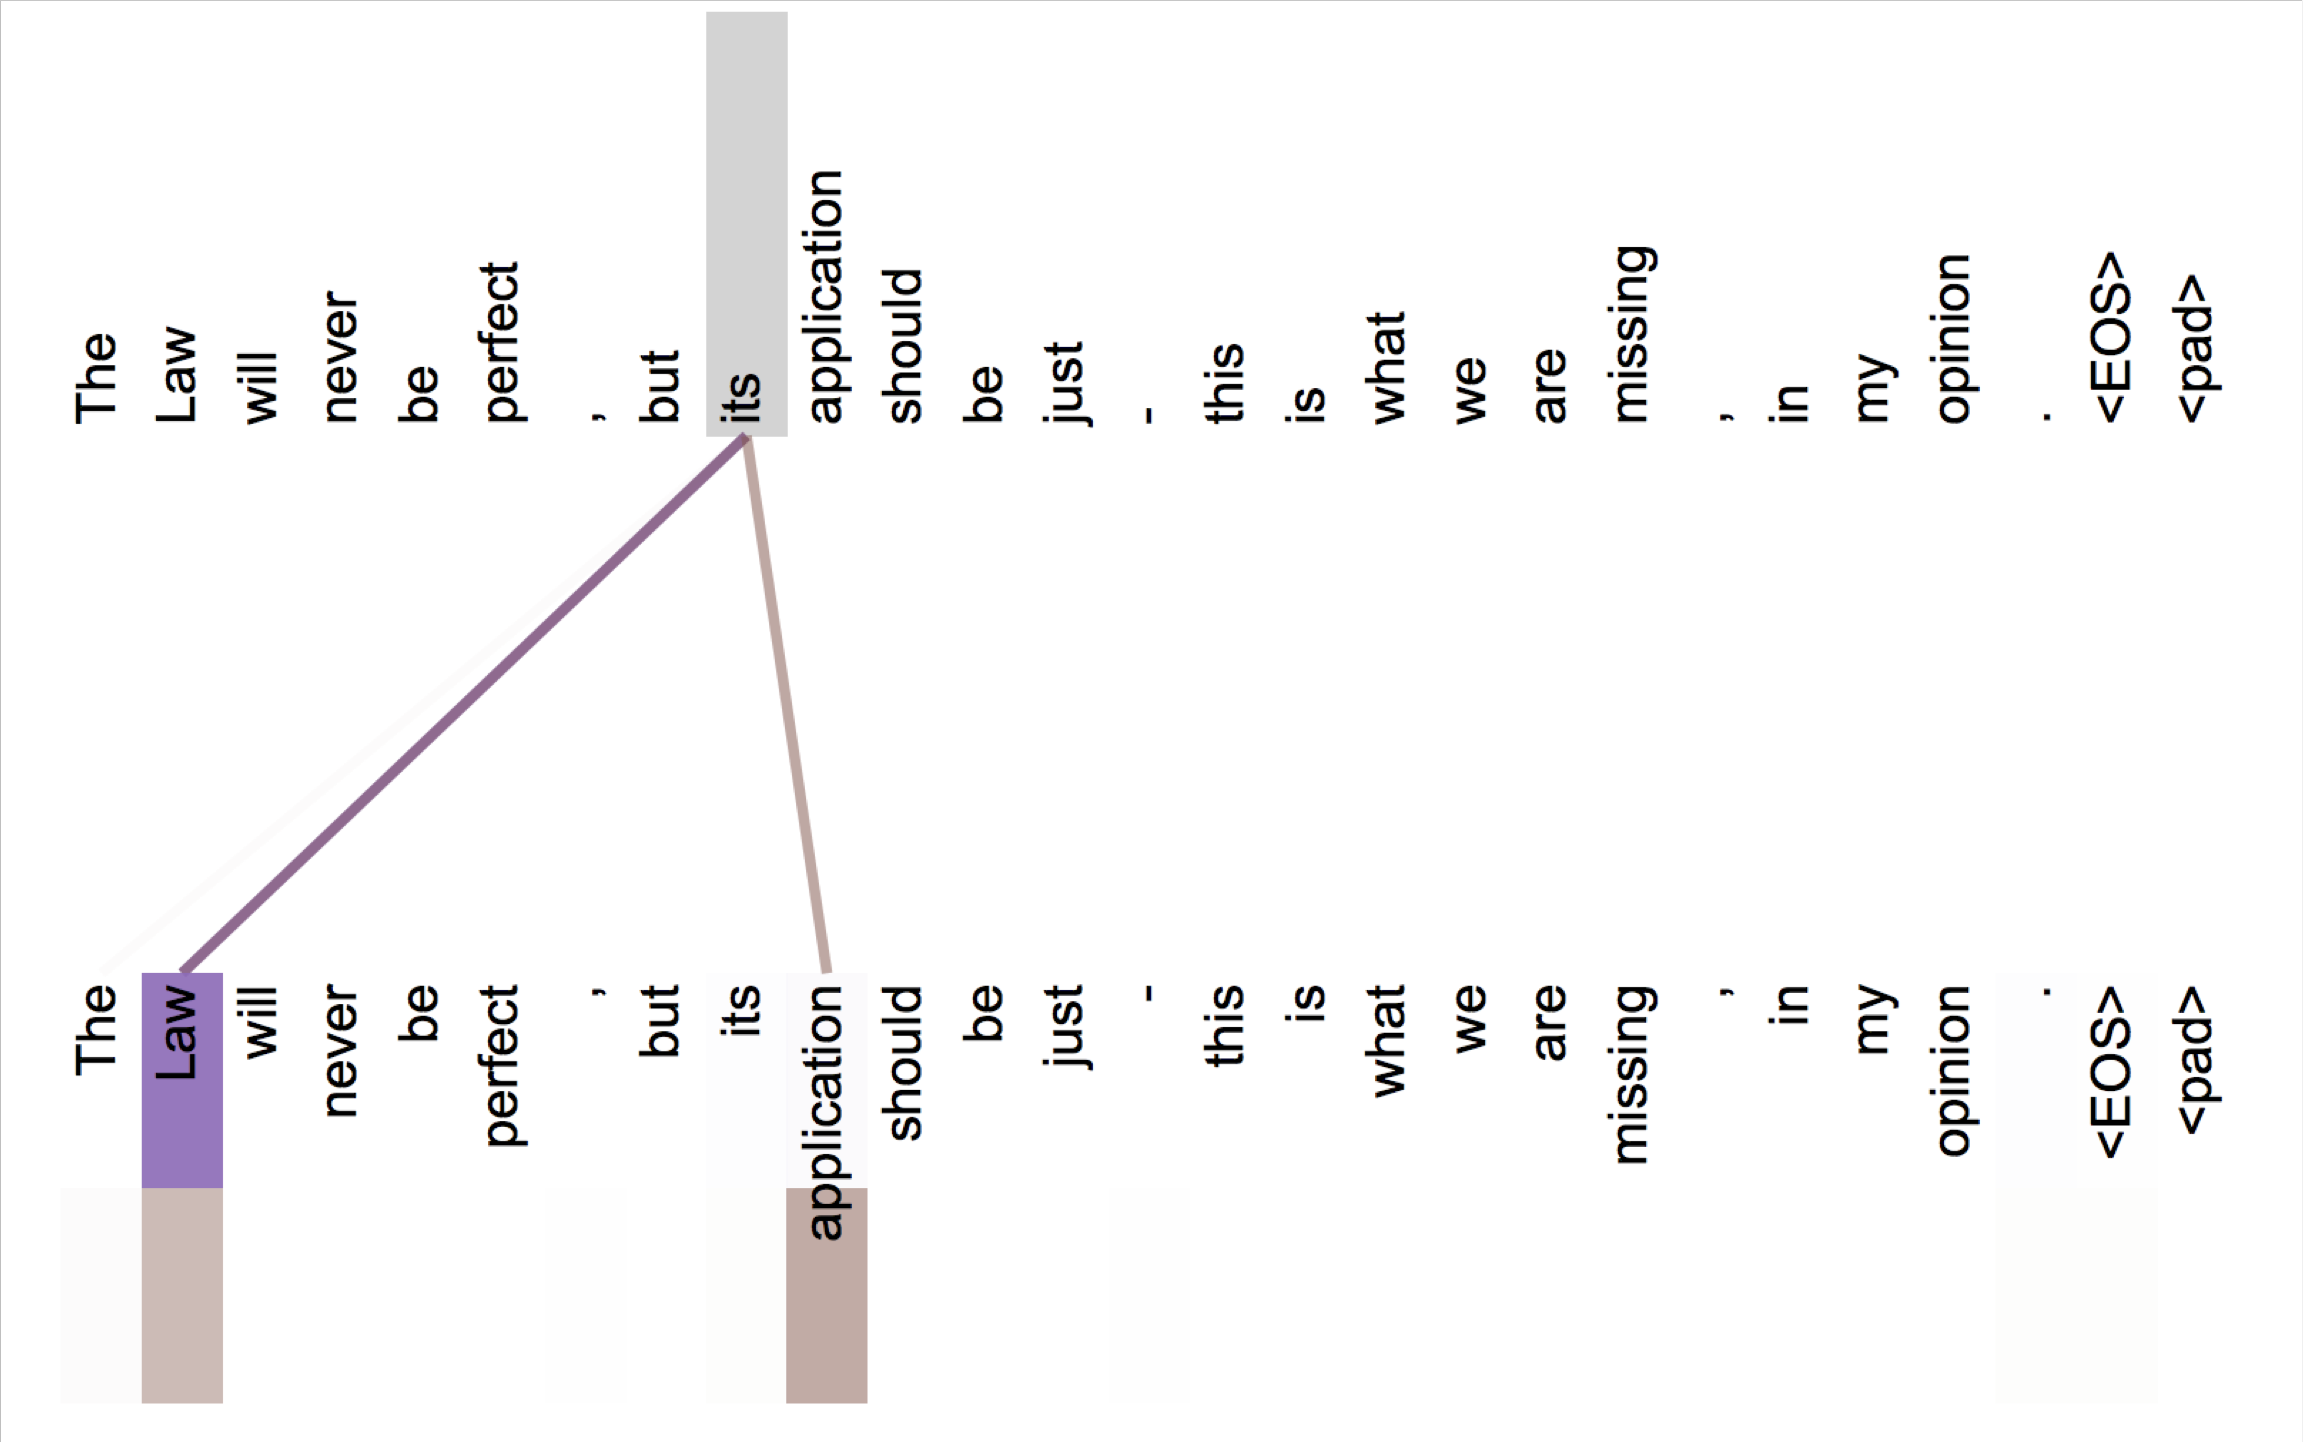 The Law will never be perfect , but its application should be just - this is what we are missing , in my opinion . <EOS> <pad>
The Law will never be perfect , but its application should be just - this is what we are missing , in my opinion . <EOS> <pad>